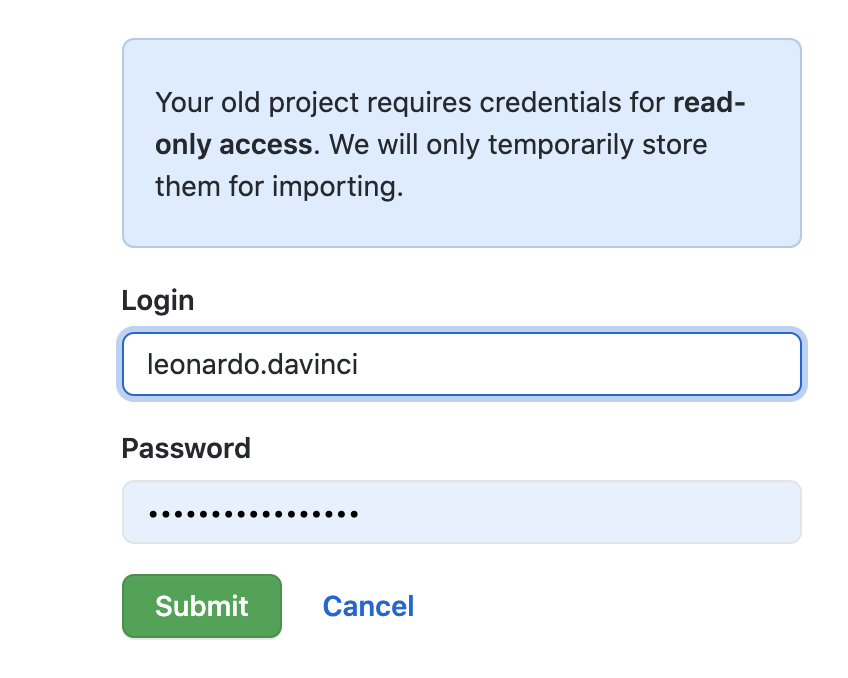 Your old project requires credentials for read-
only access. We will only temporarily store
them for importing.
Login
leonardo.davinci
Password
•••••••••••••••••
Submit Cancel